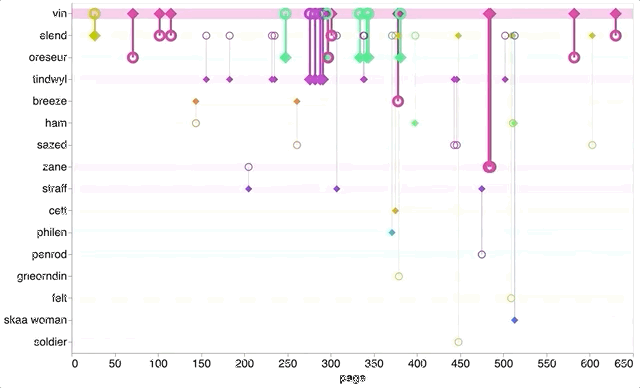 vin
elend
oreseur
tindwyl
breeze
ham
sazed
zane
straff
cett
philen
penrod
gneorndin
felt
skaa woman
soldier
0 50 100 150 200 250 300 350 400 450 500 550 600 650
page